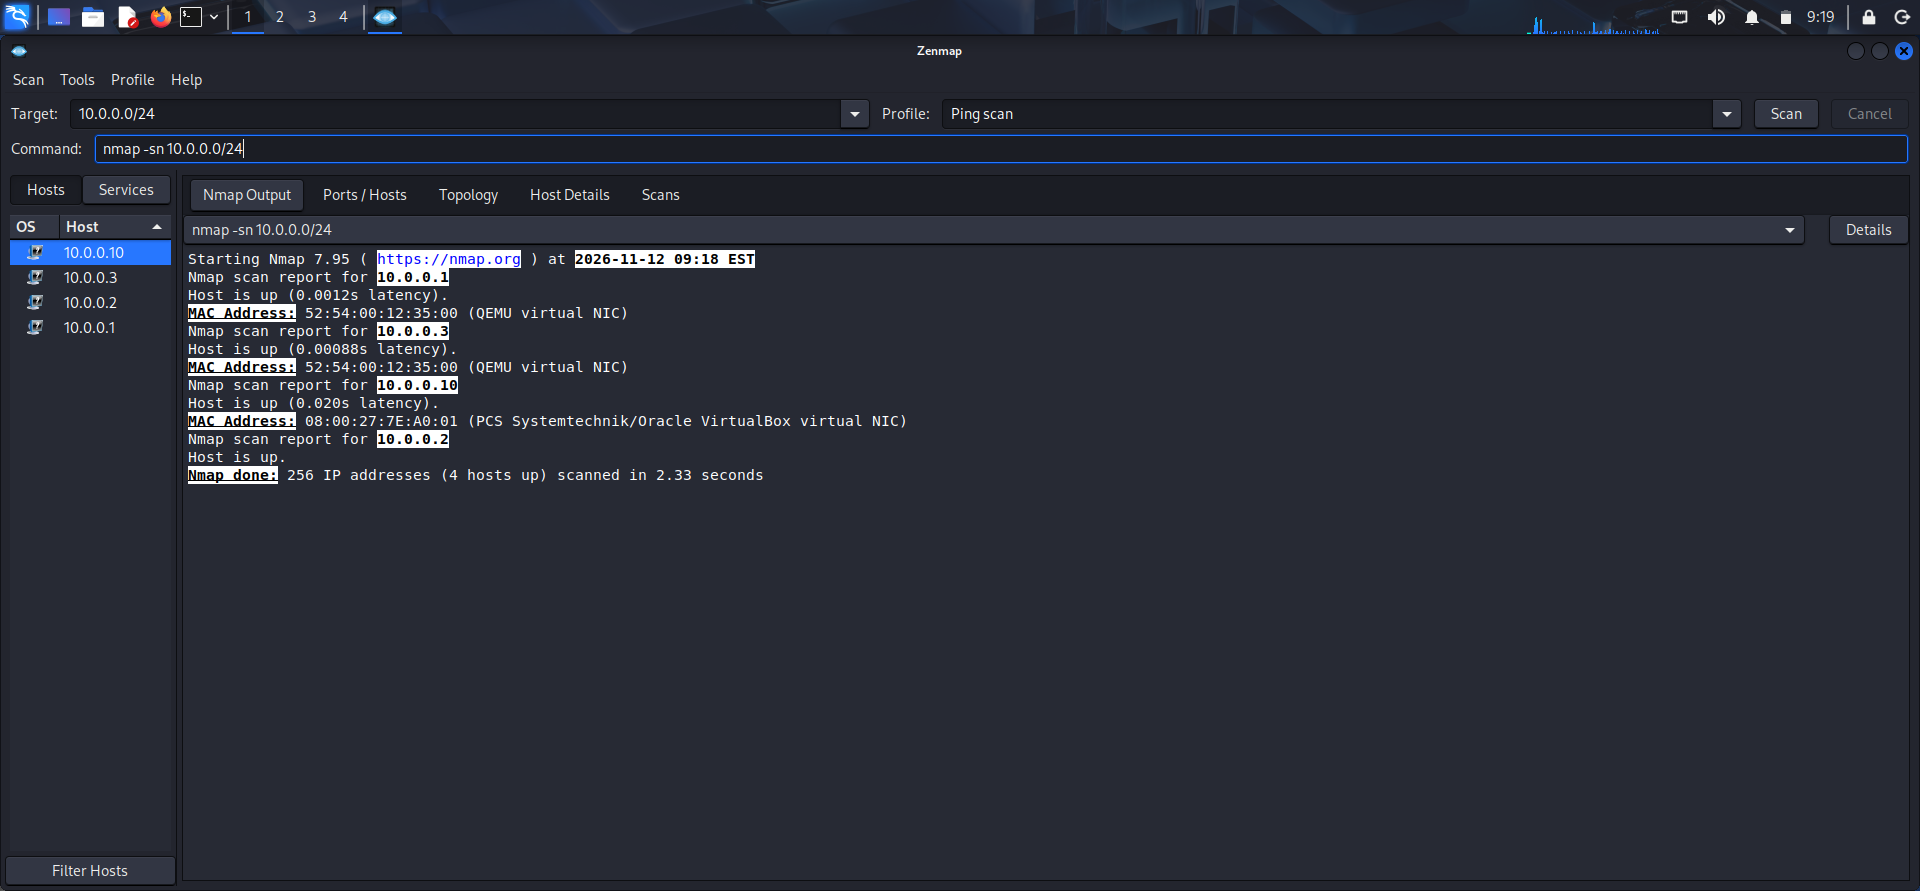 1 2 3 4 9:19
Zenmap
Scan Tools Profile Help
Target: 10.0.0.0/24 Profile: Ping scan Scan Cancel
Command: nmap -sn 10.0.0.0/24
Hosts Services
Nmap Output Ports / Hosts Topology Host Details Scans
OS Host
10.0.0.10
10.0.0.3
10.0.0.2
10.0.0.1
Filter Hosts
nmap -sn 10.0.0.0/24 Details
Starting Nmap 7.95 ( https://nmap.org ) at 2026-11-12 09:18 EST
Nmap scan report for 10.0.0.1
Host is up (0.0012s latency).
MAC Address: 52:54:00:12:35:00 (QEMU virtual NIC)
Nmap scan report for 10.0.0.3
Host is up (0.00088s latency).
MAC Address: 52:54:00:12:35:00 (QEMU virtual NIC)
Nmap scan report for 10.0.0.10
Host is up (0.020s latency).
MAC Address: 08:00:27:7E:A0:01 (PCS Systemtechnik/Oracle VirtualBox virtual NIC)
Nmap scan report for 10.0.0.2
Host is up.
Nmap done: 256 IP addresses (4 hosts up) scanned in 2.33 seconds